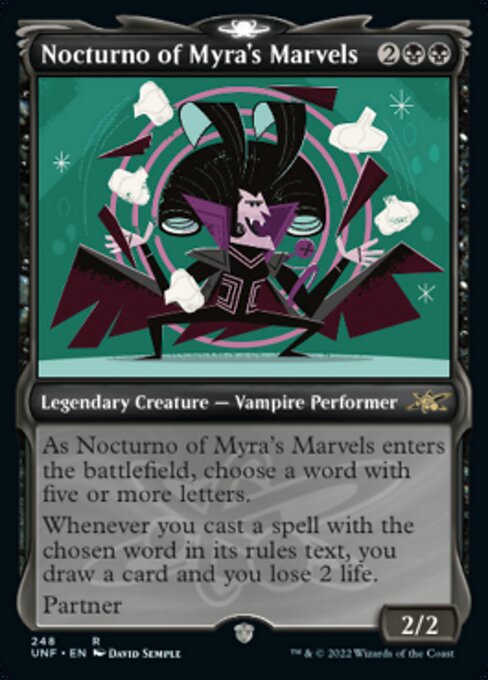 Nocturno of Myra's Marvels 2
Legendary Creature — Vampire Performer
As Nocturno of Myra's Marvels enters
the battlefield, choose a word with
five or more letters.
Whenever you cast a spell with the
chosen word in its rules text, you
draw a card and you lose 2 life.
Partner
2/2
248 R
UNF • EN DAVID SEMPLE
™ & © 2022 Wizards of the Coast